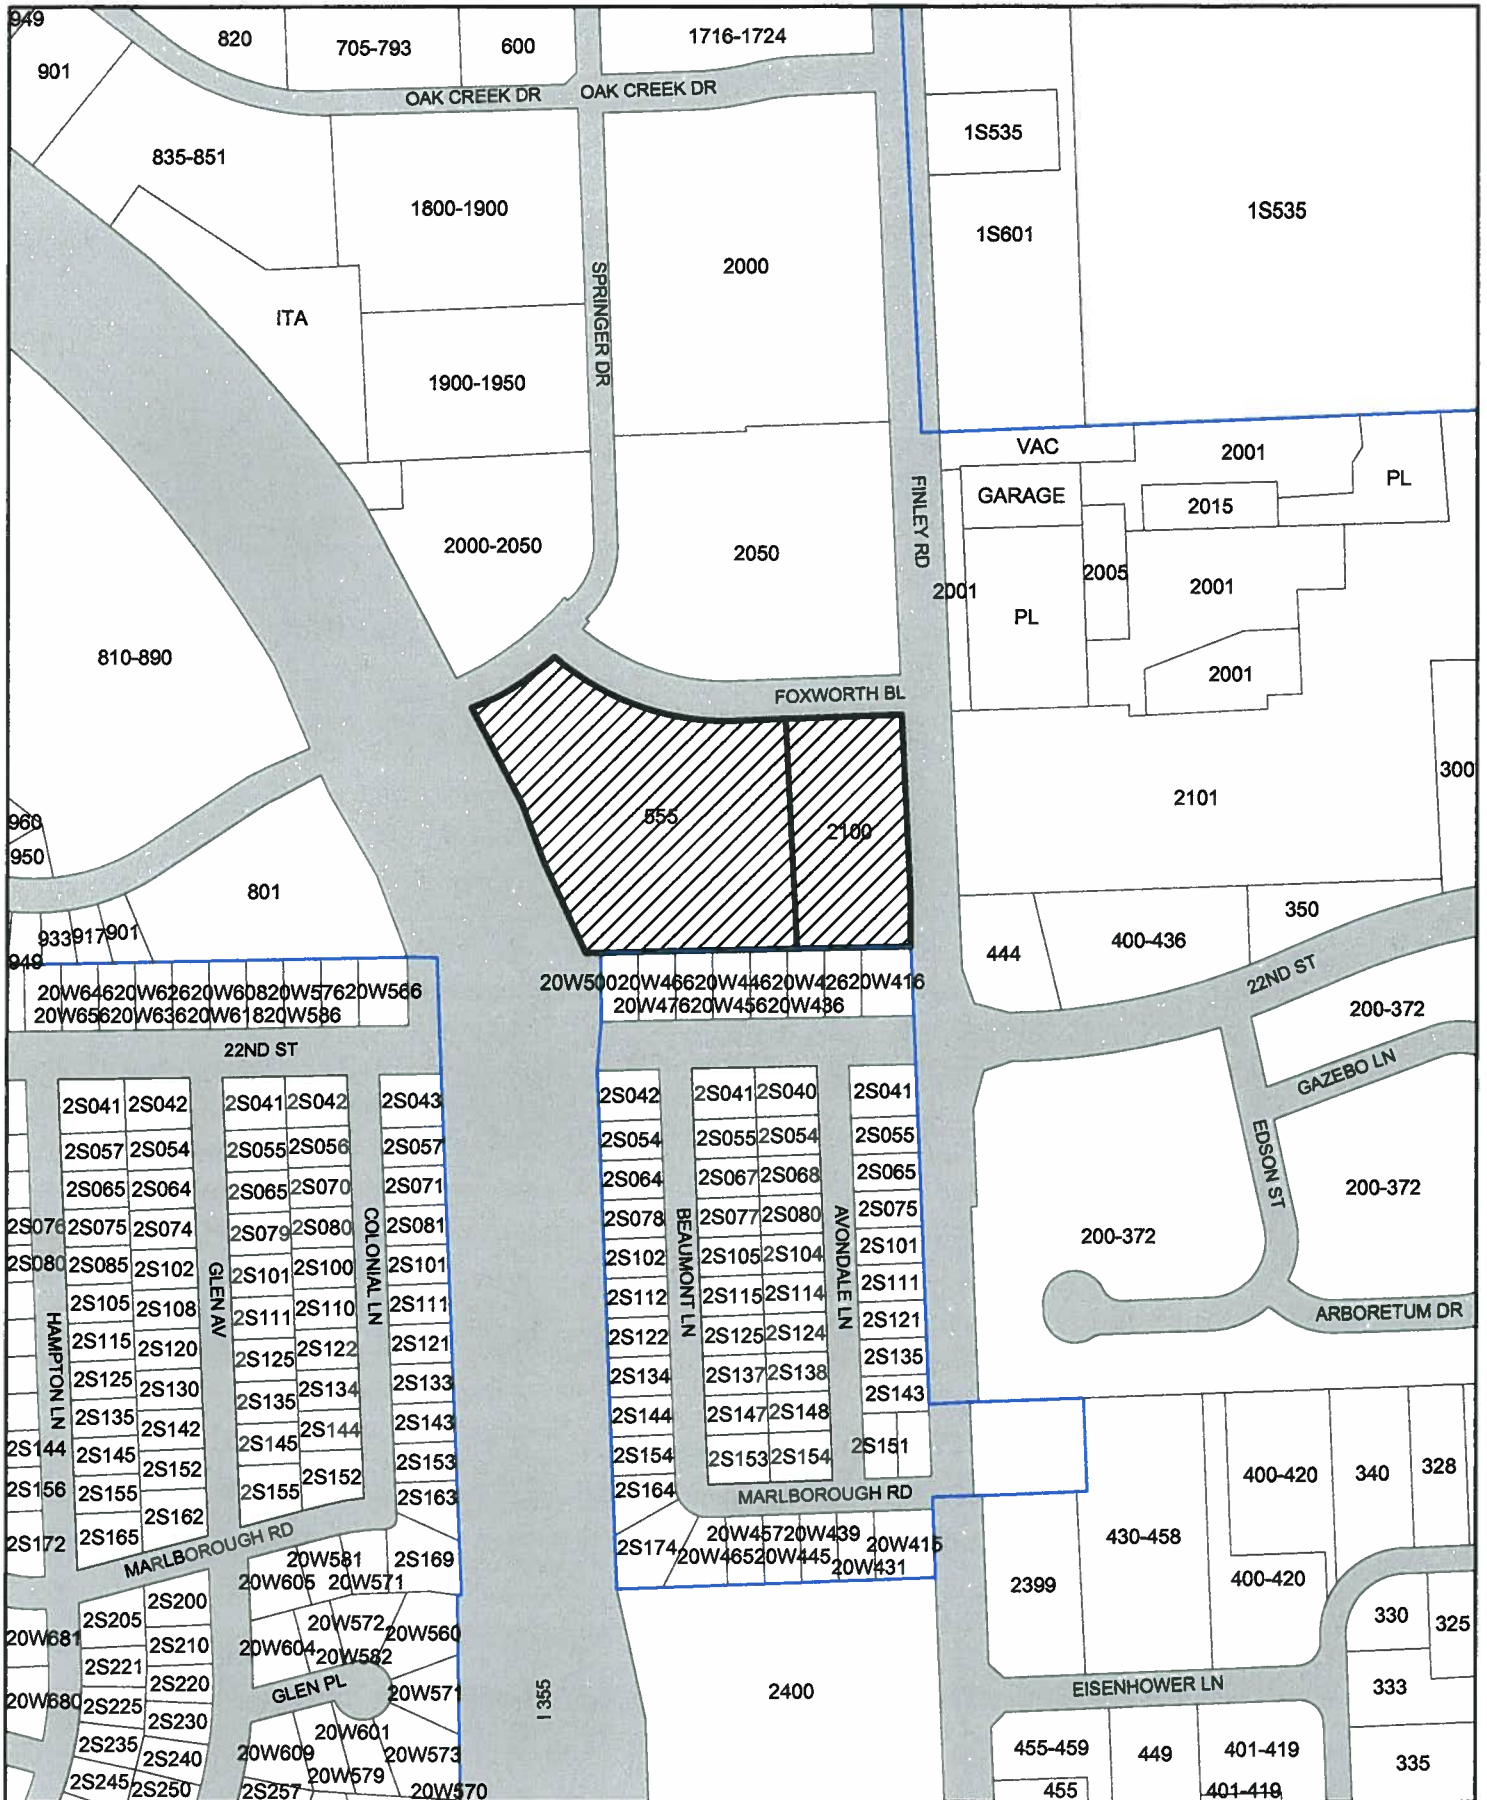 949
820
705-793
600
1716-1724
901
OAK CREEK DR
OAK CREEK DR
835-851
1S535
1800-1900
1S601
1S535
2000
SPRINGER DR
ITA
1900-1950
VAC
2001
PL
GARAGE
2015
FINLEY RD
2000-2050
2050
2001
2005
2001
PL
810-890
2001
FOXWORTH BL
300
2101
555
2100
960
950
801
350
933
917
901
400-436
444
949
22ND ST
20W500
20W466
20W446
20W426
20W416
20W476
20W456
20W436
20W646
20W626
20W608
20W576
20W566
20W656
20W636
20W618
20W586
200-372
22ND ST
GAZEBO LN
2S041
2S042
2S041
2S042
2S043
2S042
2S041
2S040
2S041
2S057
2S054
2S055
2S056
2S057
2S054
2S055
2S054
2S055
EDSON ST
2S065
2S064
2S065
2S070
2S071
2S064
2S067
2S068
2S065
200-372
2S076
2S075
2S074
2S079
2S080
2S081
2S078
2S077
2S080
2S075
200-372
2S080
2S085
2S102
2S101
2S100
2S101
2S102
2S105
2S104
2S101
HAMPTON LN
GLEN AV
COLONIAL LN
BEAUMONT LN
AVONDALE LN
2S105
2S108
2S111
2S110
2S111
2S112
2S115
2S114
2S111
ARBORETUM DR
2S115
2S120
2S125
2S122
2S121
2S122
2S125
2S124
2S121
2S125
2S130
2S135
2S134
2S133
2S134
2S137
2S138
2S135
2S135
2S142
2S145
2S144
2S143
2S144
2S147
2S148
2S143
2S144
2S145
2S152
2S155
2S152
2S153
2S154
2S153
2S154
2S151
400-420
340
328
2S156
2S155
2S162
2S163
2S164
MARLBOROUGH RD
2S172
2S165
MARLBOROUGH RD
20W581
2S169
2S174
20W457
20W439
20W415
430-458
20W605
20W571
20W465
20W445
20W431
2399
400-420
2S205
2S200
20W572
20W560
330
325
20W681
2S210
20W604
20W582
2S221
2S220
GLEN PL
20W571
I 355
2400
EISENHOWER LN
333
20W680
2S225
2S230
20W601
2S235
2S240
20W609
20W573
455-459
449
401-419
335
2S245
2S250
2S257
20W579
20W570
455
401-419